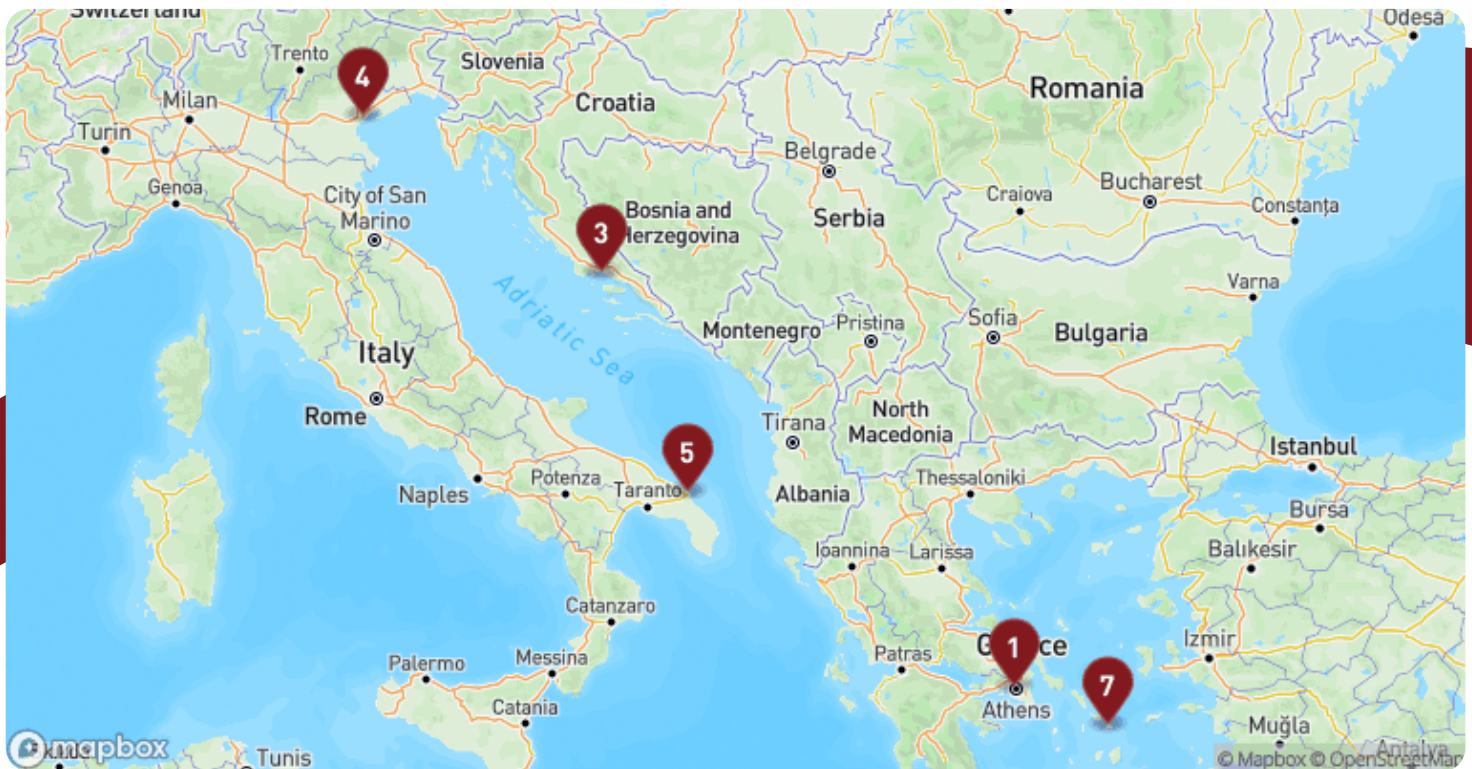 Switzerland
Odesa
Slovenia
Trento
4
Romania
Croatia
Milan
Turin
Belgrade
Bucharest
Genoa
City of San
Marino
Craiova
Constanța
Bosnia and
Herzegovina
Serbia
3
Varna
Adriatic Sea
Montenegro
Pristina
Sofia
Bulgaria
Italy
Rome
Tirana
North
Macedonia
Istanbul
5
Thessaloniki
Potenza
Taranto
Naples
Albania
Bursa
Ioannina
Larissa
Balıkesir
Catanzaro
Izmir
1
Greece
Patras
Messina
Palermo
7
Catania
Athens
Muğla
mapbox
Tunis
Antalya
© Mapbox © OpenStreetMap